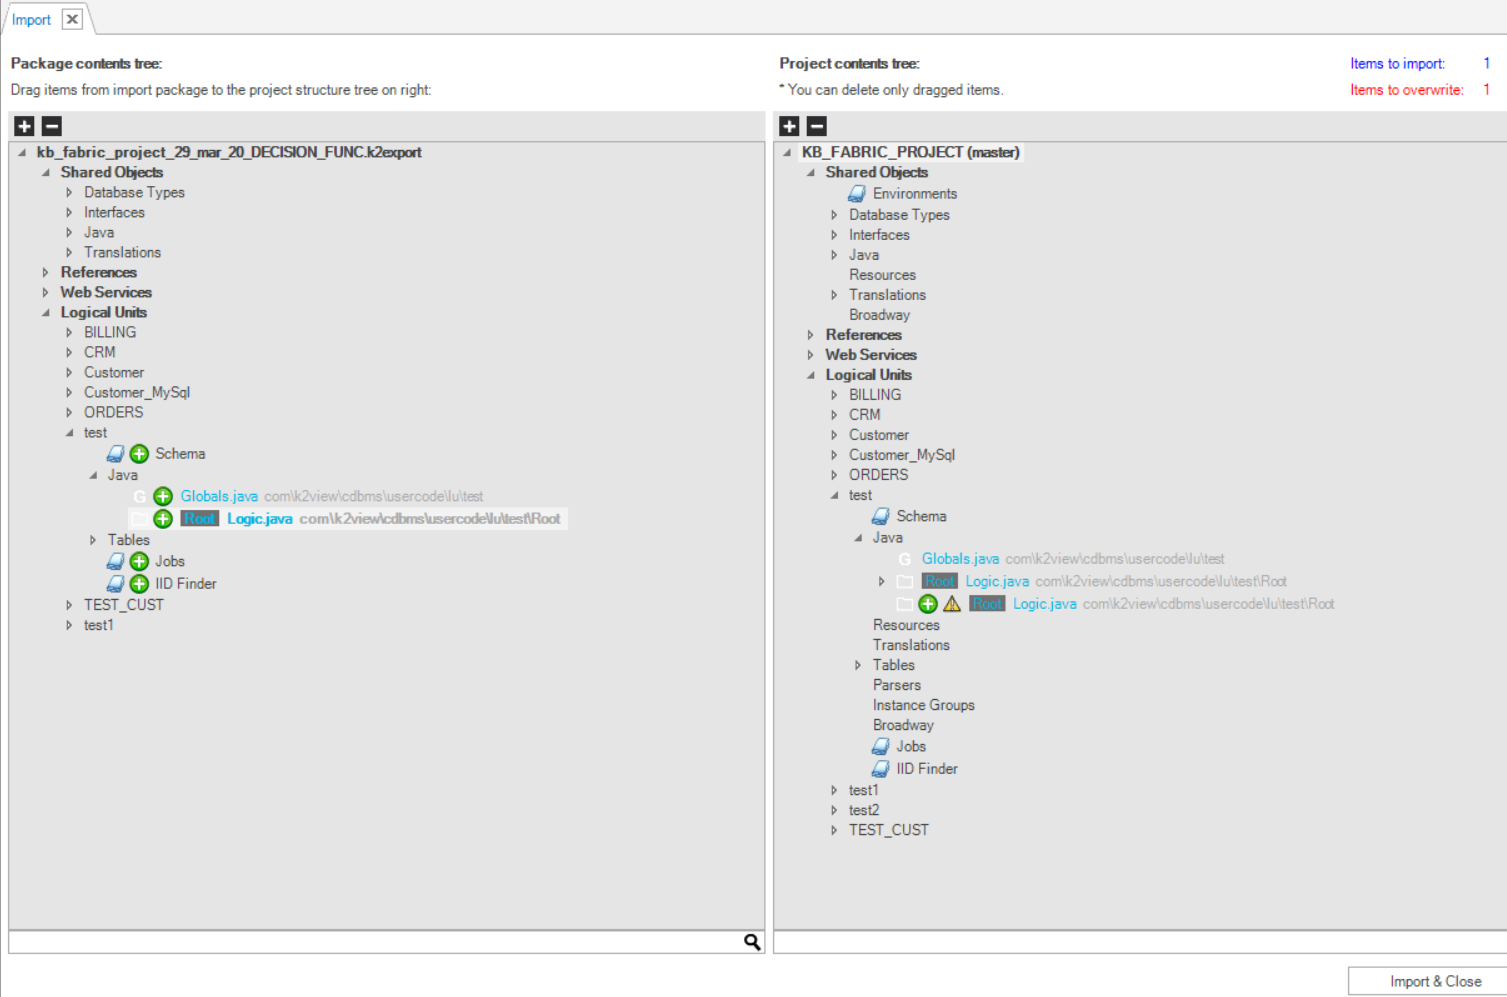 Import
Package contents tree:
Drag items from import package to the project structure tree on right:
kb_fabric_project_29_mar_20_DECISION_FUNC.k2export
Shared Objects
Database Types
Interfaces
Java
Translations
References
Web Services
Logical Units
BILLING
CRM
Customer
Customer_MySql
ORDERS
test
Schema
Java
G Globals.java com\k2view\cdbms\usercode\lu\test
Root Logic.java com\k2view\cdbms\usercode\lu\test\Root
Tables
Jobs
IID Finder
TEST_CUST
test1
Project contents tree:
* You can delete only dragged items.
Items to import: 1
Items to overwrite: 1
KB_FABRIC_PROJECT (master)
Shared Objects
Environments
Database Types
Interfaces
Java
Resources
Translations
Broadway
References
Web Services
Logical Units
BILLING
CRM
Customer
Customer_MySql
ORDERS
test
Schema
Java
G Globals.java com\k2view\cdbms\usercode\lu\test
Root Logic.java com\k2view\cdbms\usercode\lu\test\Root
Root Logic.java com\k2view\cdbms\usercode\lu\test\Root
Resources
Translations
Tables
Parsers
Instance Groups
Broadway
Jobs
IID Finder
test1
test2
TEST_CUST
Import & Close